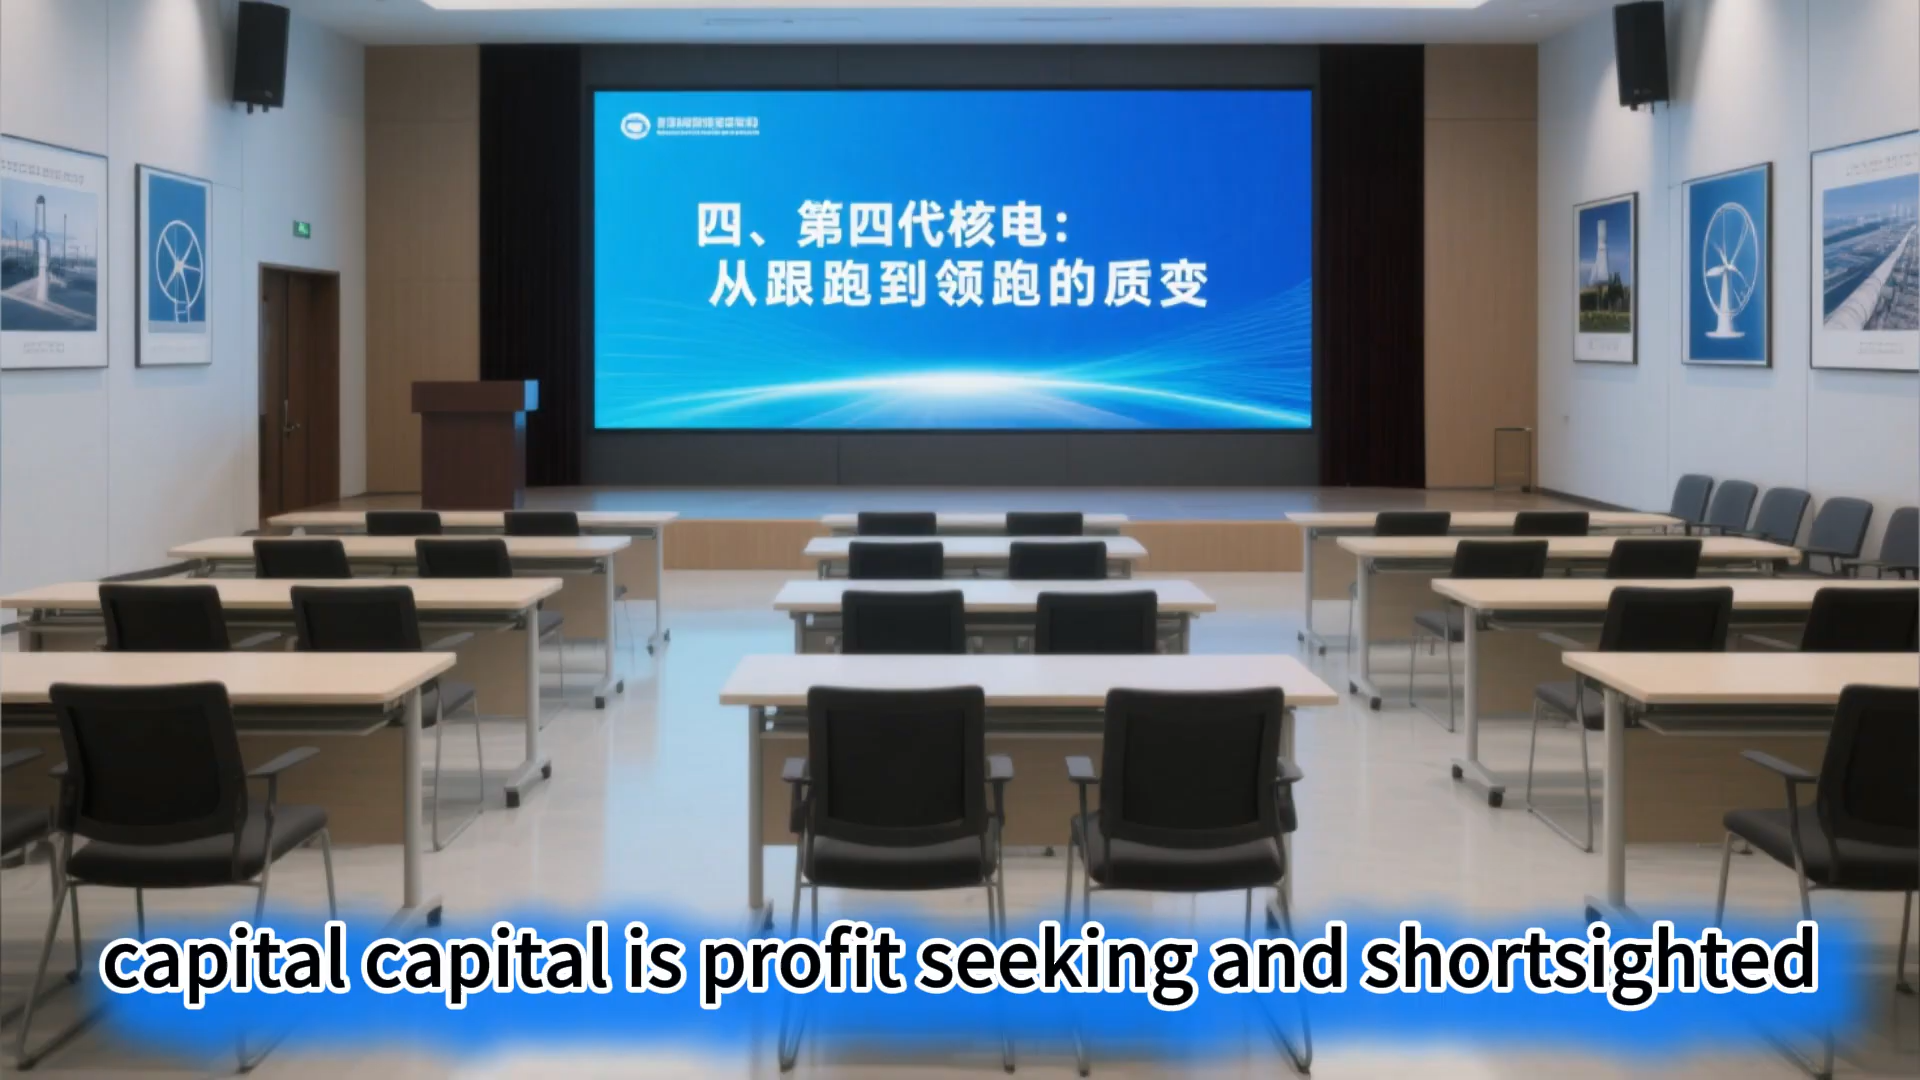 四、第四代核电：
从跟跑到领跑的质变
capital capital is profit seeking and shortsighted